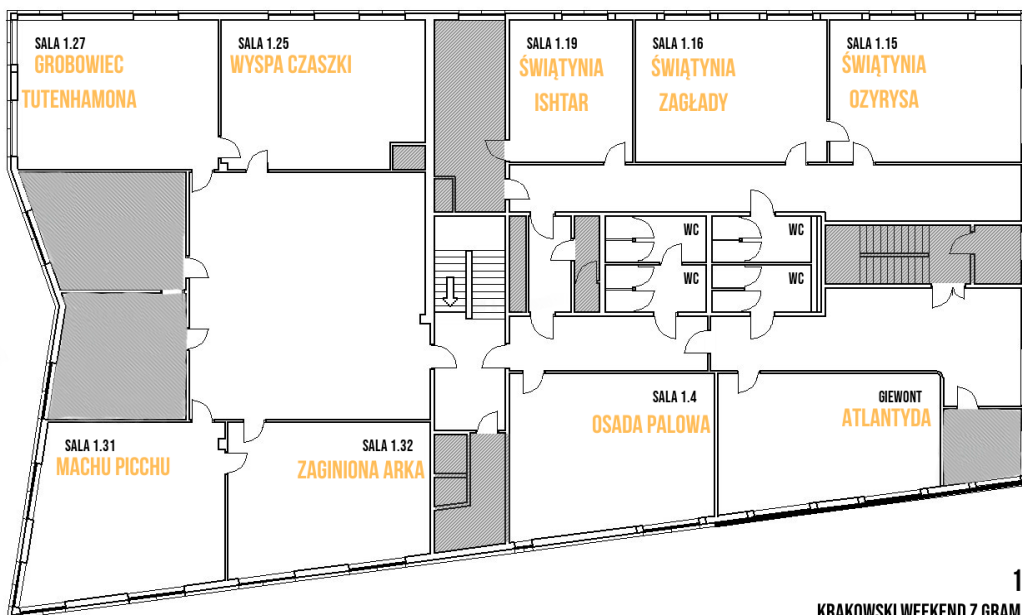 SALA 1.27
GROBOWIEC
TUTENHAMONA
SALA 1.25
WYSPA CZASZKI
SALA 1.19
ŚWIĄTYNIA
ISHTAR
SALA 1.16
ŚWIĄTYNIA
ZAGŁADY
SALA 1.15
ŚWIĄTYNIA
OZYRYSA
WC
WC
WC
WC
SALA 1.31
MACHU PICCHU
SALA 1.32
ZAGINIONA ARKA
SALA 1.4
OSADA PALOWA
GIEWONT
ATLANTYDA
1
KRAKOWSKI WEEKEND Z GRAM